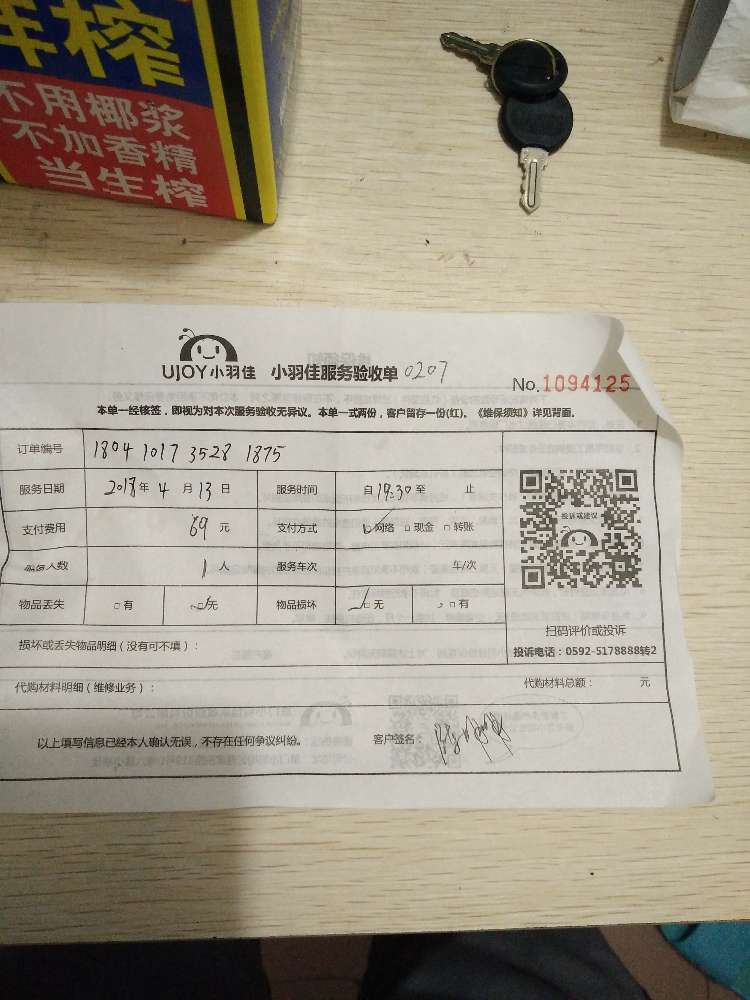 鲜榨
不用椰浆
不加香精
当生榨
UJOY小羽佳 小羽佳服务验收单 0207
No. 1094125
本单一经核签，即视为对本次服务验收无异议。本单一式两份，客户留存一份(红)。《维保须知》详见背面。
订单编号 1804 1017 3528 1875
服务日期 2018年 4 月 13 日 服务时间 自 19:30 至 止
支付费用 69 元 支付方式 网络 □ 现金 □ 转账
人数 1 人 服务车次 车/次
物品丢失 □有 无 物品损坏 无 □有
投诉或建议
扫码评价或投诉
投诉电话：0592-5178888转2
损坏或丢失物品明细（没有可不填）：
代购材料明细（维修业务）： 代购材料总额： 元
以上填写信息已经本人确认无误，不存在任何争议纠纷。 客户签名：